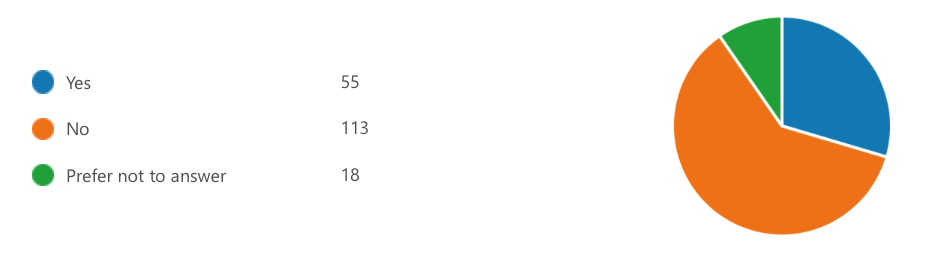 Yes 55
No 113
Prefer not to answer 18